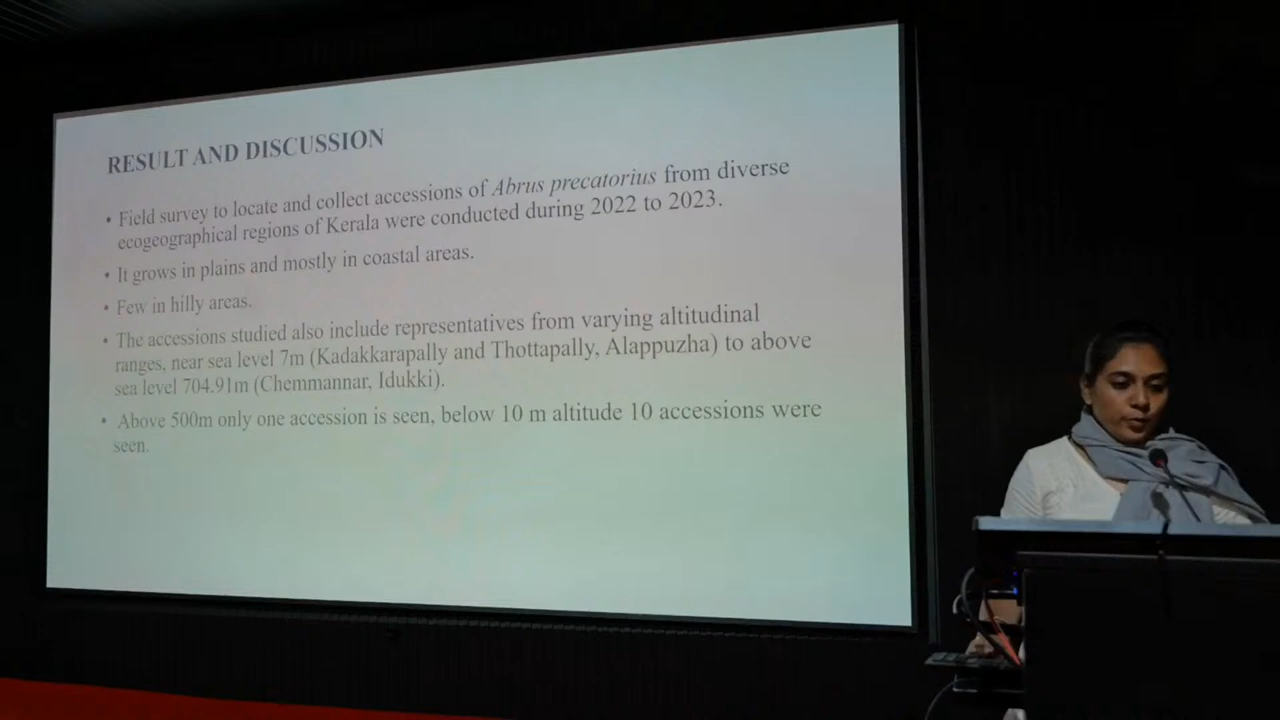 RESULT AND DISCUSSION
• Field survey to locate and collect accessions of Abrus precatorius from diverse
ecogeographical regions of Kerala were conducted during 2022 to 2023.
• It grows in plains and mostly in coastal areas.
• Few in hilly areas.
• The accessions studied also include representatives from varying altitudinal
ranges, near sea level 7m (Kadakkarapally and Thottapally, Alappuzha) to above
sea level 704.91m (Chemmannar, Idukki).
• Above 500m only one accession is seen, below 10 m altitude 10 accessions were
seen.